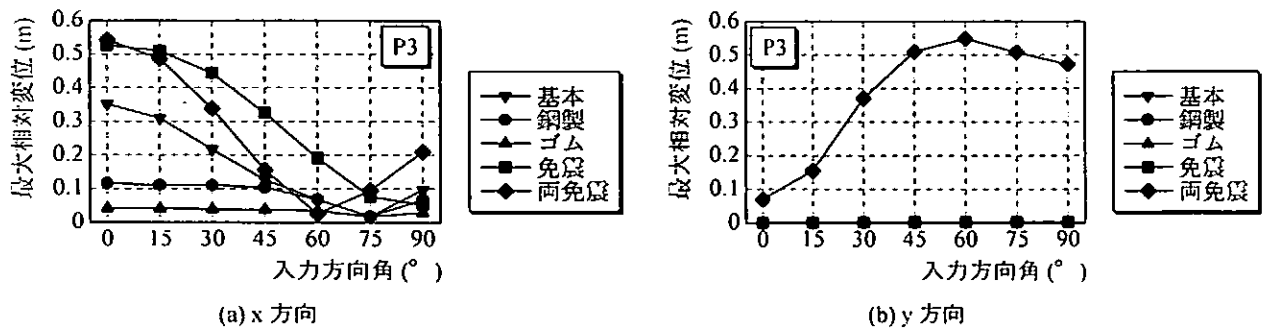 最大相対変位 (m)
0.6
0.5
0.4
0.3
0.2
0.1
0
P3
0 15 30 45 60 75 90
入力方向角 (°)
基本
鋼製
ゴム
免震
両免震
(a) x 方向
最大相対変位 (m)
0.6
0.5
0.4
0.3
0.2
0.1
0
P3
0 15 30 45 60 75 90
入力方向角 (°)
基本
鋼製
ゴム
免震
両免震
(b) y 方向